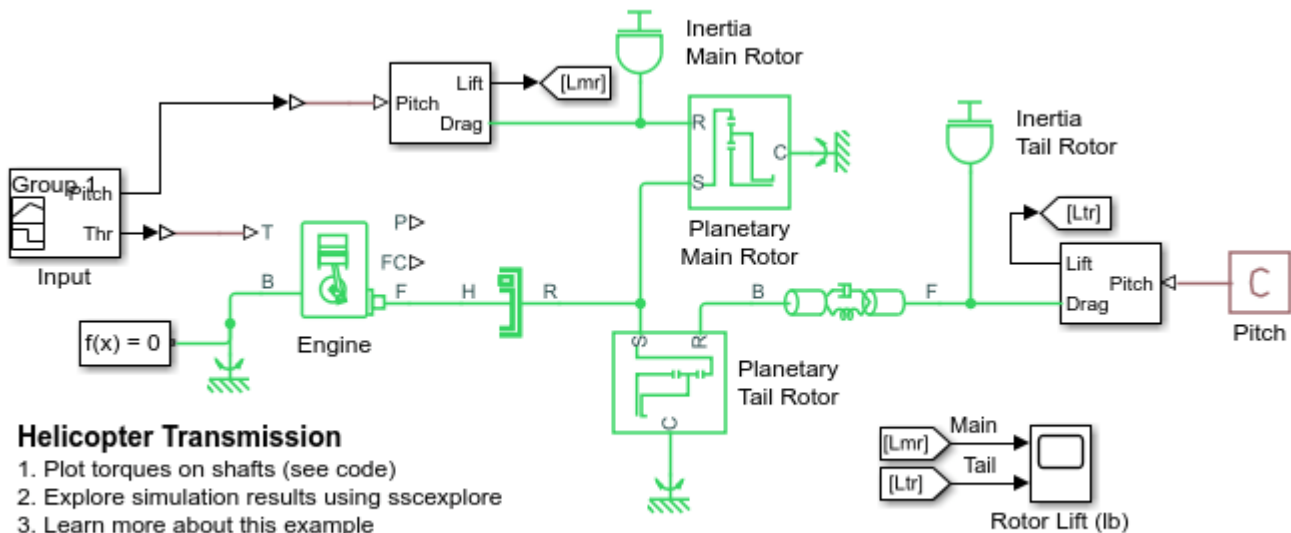 Inertia
Main Rotor
Lift
[Lmr]
Pitch
Drag
R
C
S
Planetary
Main Rotor
Inertia
Tail Rotor
[Ltr]
Lift
Pitch
Drag
C
Pitch
Group 1
Pitch
Thr
Input
T
P
FC
B
F
H
R
B
F
Engine
f(x) = 0
S
R
C
Planetary
Tail Rotor
Helicopter Transmission
1. Plot torques on shafts (see code)
2. Explore simulation results using sscexplore
3. Learn more about this example
[Lmr]
Main
[Ltr]
Tail
Rotor Lift (lb)